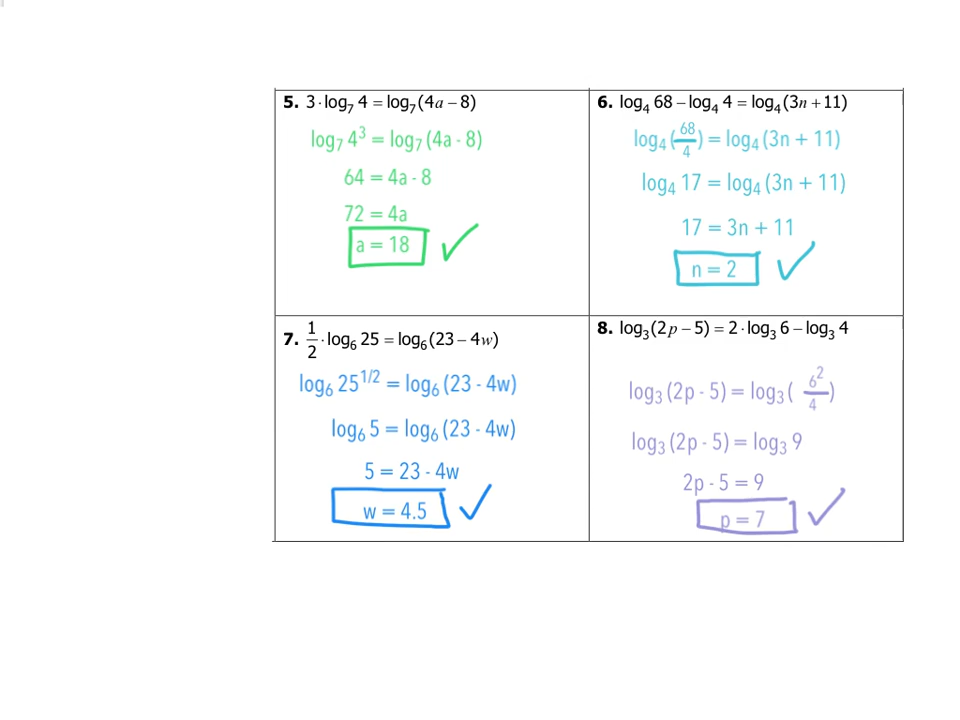 5. 3·log₇ 4 = log₇(4a – 8)
log₇ 4³ = log₇ (4a - 8)
64 = 4a - 8
72 = 4a
a = 18 ✓
6. log₄ 68 – log₄ 4 = log₄(3n + 11)
log₄(68/4) = log₄ (3n + 11)
log₄ 17 = log₄ (3n + 11)
17 = 3n + 11
n = 2 ✓
7. 1/2 · log₆ 25 = log₆(23 – 4w)
log₆ 25^1/2 = log₆ (23 - 4w)
log₆ 5 = log₆ (23 - 4w)
5 = 23 - 4w
w = 4.5 ✓
8. log₃(2p – 5) = 2·log₃ 6 – log₃ 4
log₃ (2p - 5) = log₃ (6²/4)
log₃ (2p - 5) = log₃ 9
2p - 5 = 9
p = 7 ✓